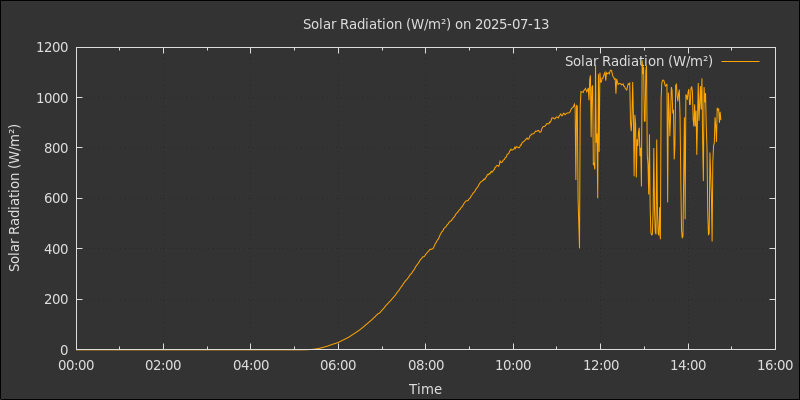 Solar Radiation (W/m²) on 2025-07-13
Solar Radiation (W/m²)
Solar Radiation (W/m²)
1200
1000
800
600
400
200
0
00:00 02:00 04:00 06:00 08:00 10:00 12:00 14:00 16:00
Time